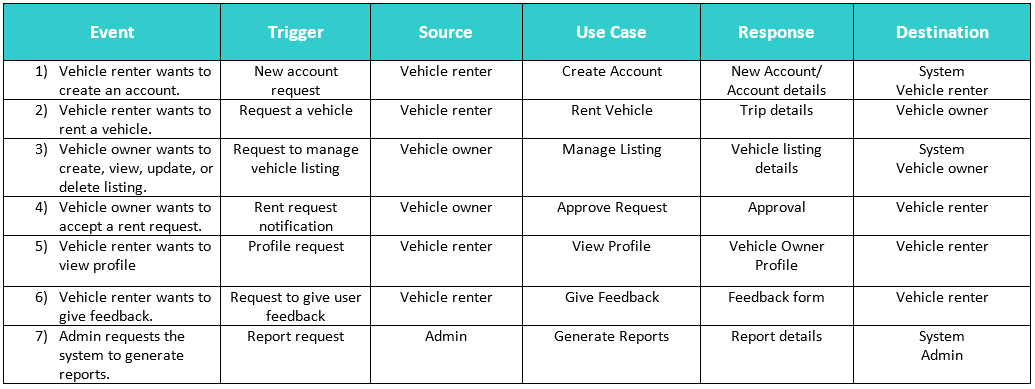 Event Trigger Source Use Case Response Destination
1) Vehicle renter wants to New account Vehicle renter Create Account New Account/ System
create an account. request Account details Vehicle renter
2) Vehicle renter wants to Request a vehicle Vehicle renter Rent Vehicle Trip details Vehicle owner
rent a vehicle.
3) Vehicle owner wants to Request to manage Vehicle owner Manage Listing Vehicle listing System
create, view, update, or vehicle listing details Vehicle owner
delete listing.
4) Vehicle owner wants to Rent request Vehicle owner Approve Request Approval Vehicle renter
accept a rent request. notification
5) Vehicle renter wants to Profile request Vehicle renter View Profile Vehicle Owner Vehicle renter
view profile Profile
6) Vehicle renter wants to Request to give user Vehicle renter Give Feedback Feedback form Vehicle renter
give feedback. feedback
7) Admin requests the Report request Admin Generate Reports Report details System
system to generate Admin
reports.